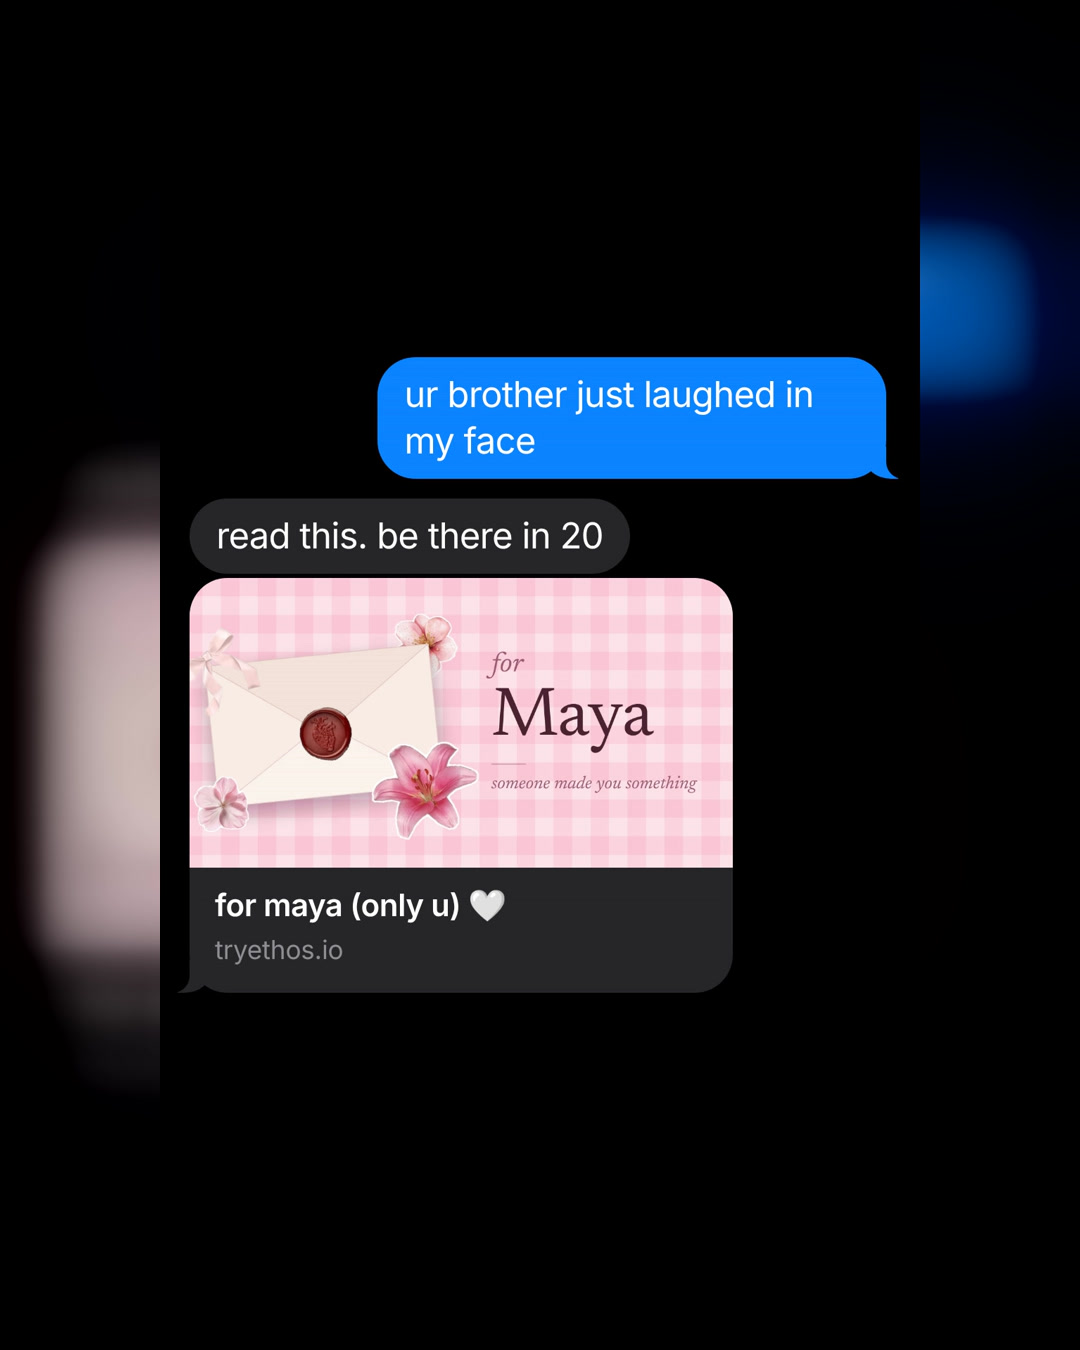 ur brother just laughed in
my face
read this. be there in 20
for
Maya
someone made you something
for maya (only u) 🤍
tryethos.io